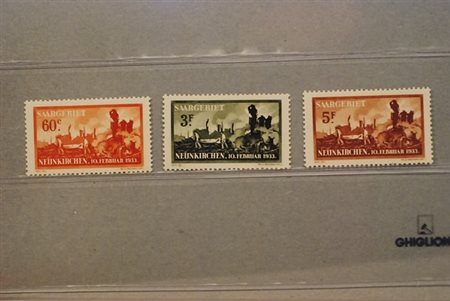 SAARGEBIET
60c.
NEUNKIRCHEN, 10. FEBRUAR 1933.
SAARGEBIET
3F
NEUNKIRCHEN, 10. FEBRUAR 1933.
SAARGEBIET
5F
NEUNKIRCHEN, 10. FEBRUAR 1933.
GHIGLION